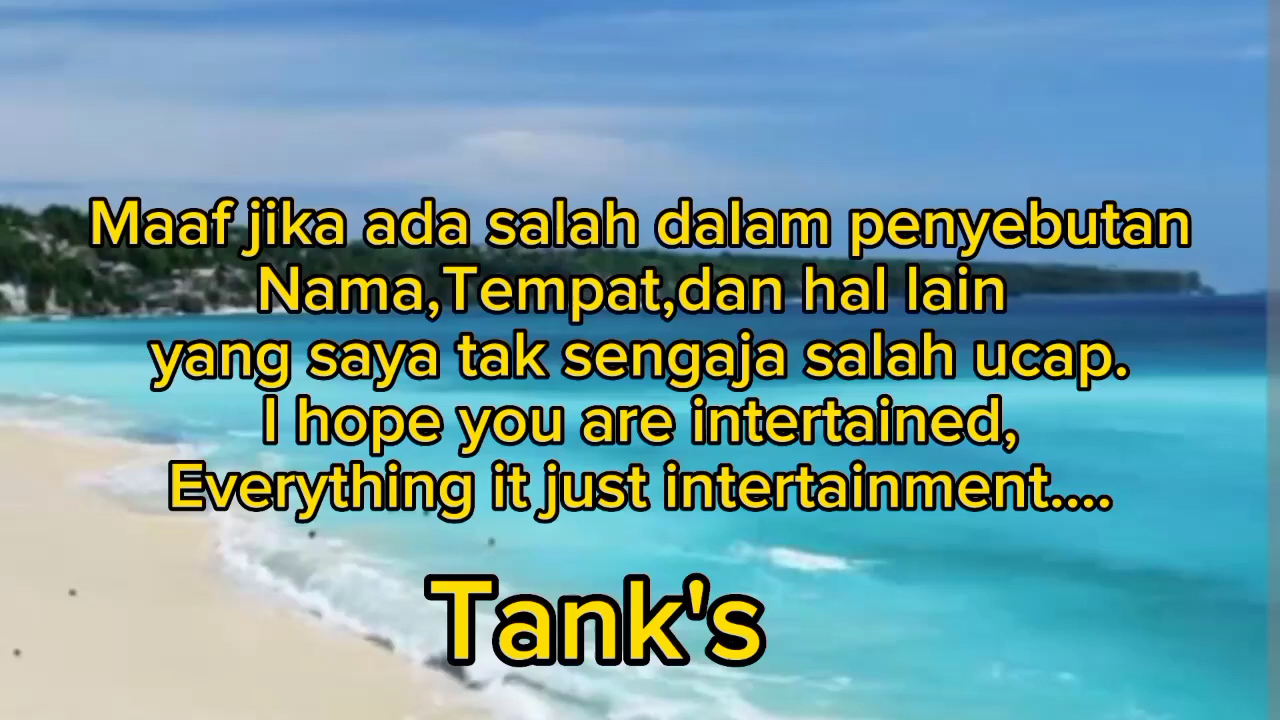 Maaf jika ada salah dalam penyebutan
Nama,Tempat,dan hal lain
yang saya tak sengaja salah ucap.
I hope you are intertained,
Everything it just intertainment....
Tank's